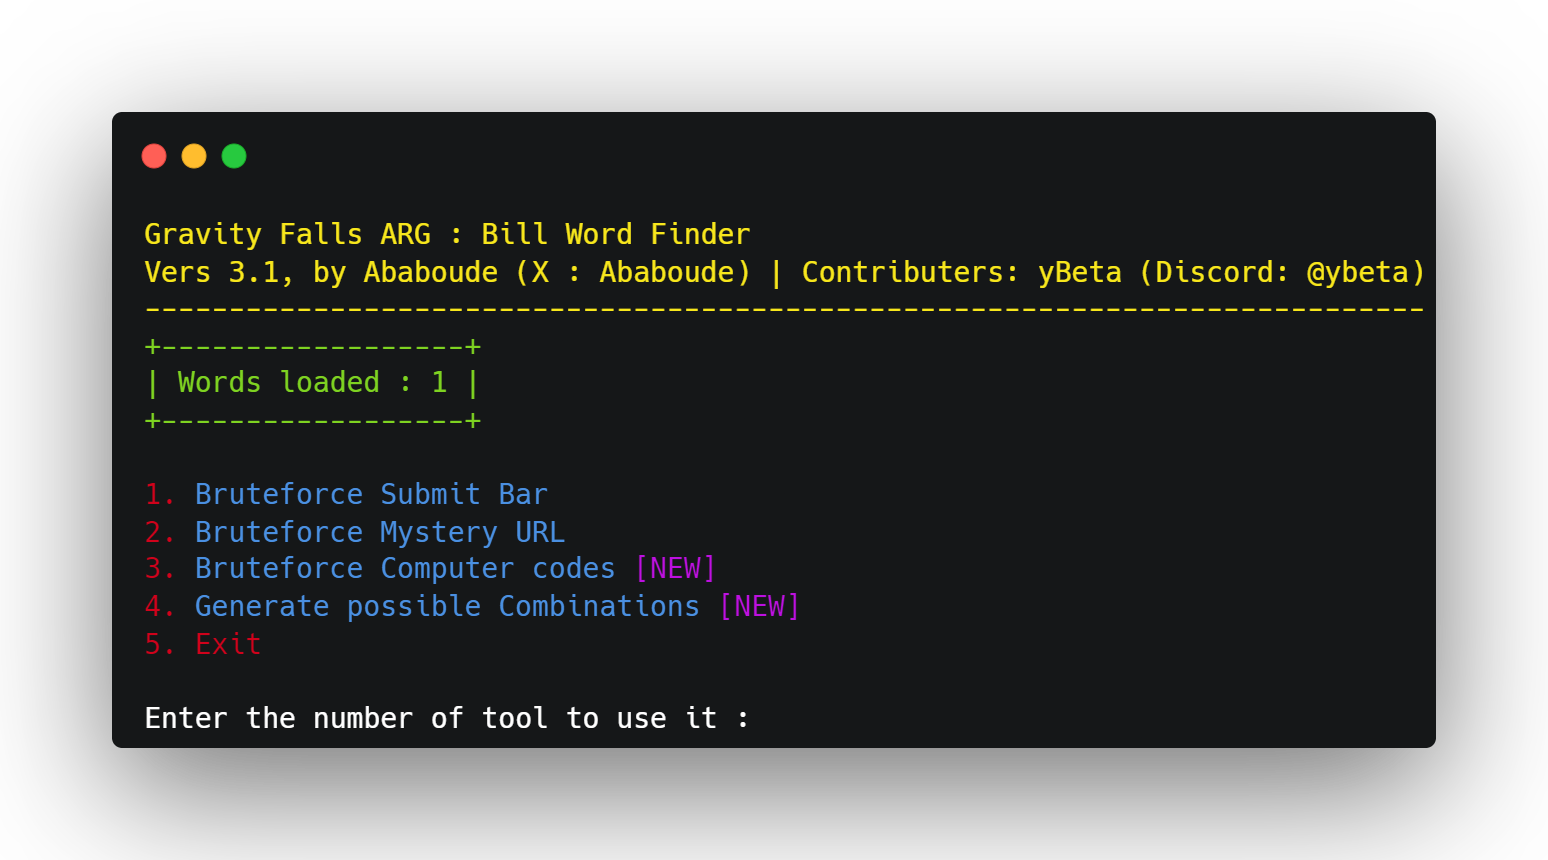 Gravity Falls ARG : Bill Word Finder
Vers 3.1, by Ababoude (X : Ababoude) | Contributers: yBeta (Discord: @ybeta)
----------------------------------------------------------------------------
+------------------+
| Words loaded : 1 |
+------------------+
1. Bruteforce Submit Bar
2. Bruteforce Mystery URL
3. Bruteforce Computer codes [NEW]
4. Generate possible Combinations [NEW]
5. Exit
Enter the number of tool to use it :